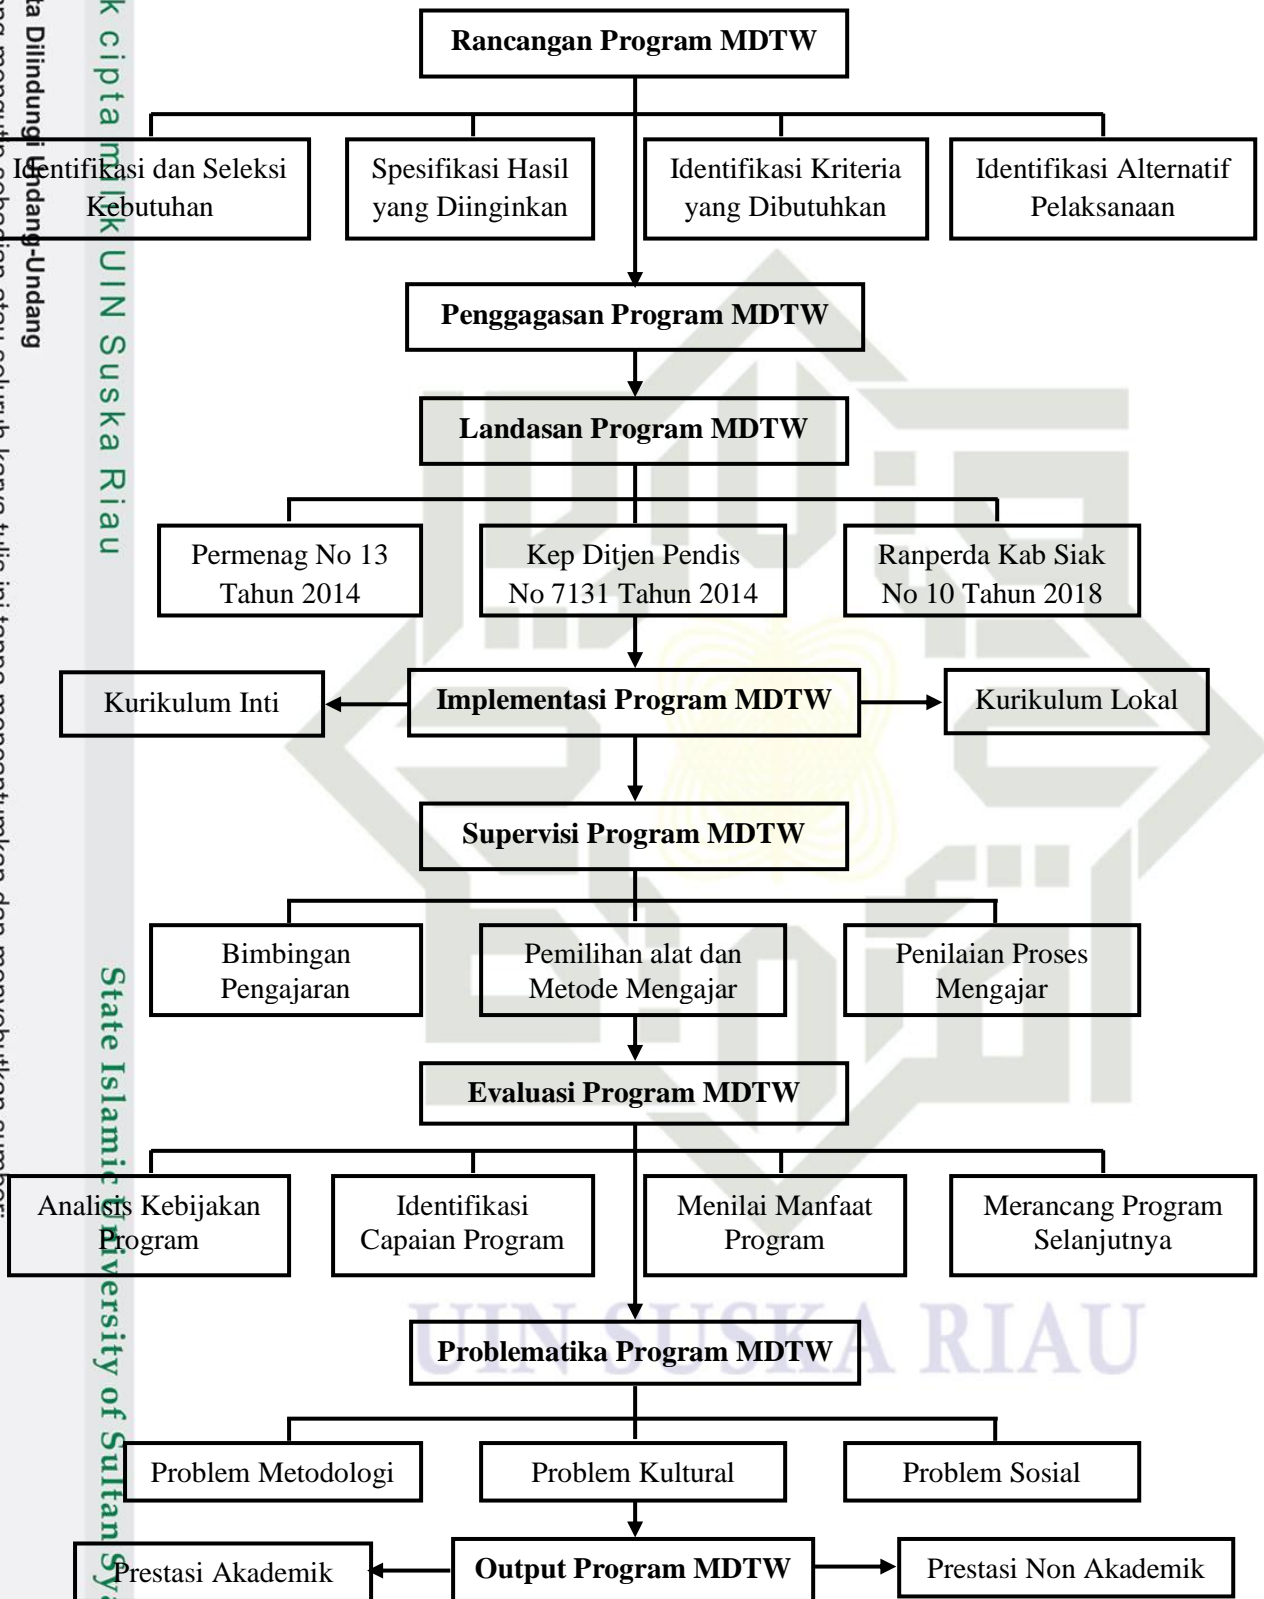 Rancangan Program MDTW
Identifikasi dan Seleksi
Kebutuhan
Spesifikasi Hasil
yang Diinginkan
Identifikasi Kriteria
yang Dibutuhkan
Identifikasi Alternatif
Pelaksanaan
Penggagasan Program MDTW
Landasan Program MDTW
Permenag No 13
Tahun 2014
Kep Ditjen Pendis
No 7131 Tahun 2014
Ranperda Kab Siak
No 10 Tahun 2018
Kurikulum Inti
Implementasi Program MDTW
Kurikulum Lokal
Supervisi Program MDTW
Bimbingan
Pengajaran
Pemilihan alat dan
Metode Mengajar
Penilaian Proses
Mengajar
Evaluasi Program MDTW
Analisis Kebijakan
Program
Identifikasi
Capaian Program
Menilai Manfaat
Program
Merancang Program
Selanjutnya
Problematika Program MDTW
Problem Metodologi
Problem Kultural
Problem Sosial
Prestasi Akademik
Output Program MDTW
Prestasi Non Akademik
UIN SUSKA RIAU
k cipta milik UIN Suska Riau
State Islamic University of Sultan Sya
ta Dilindungi Undang-Undang